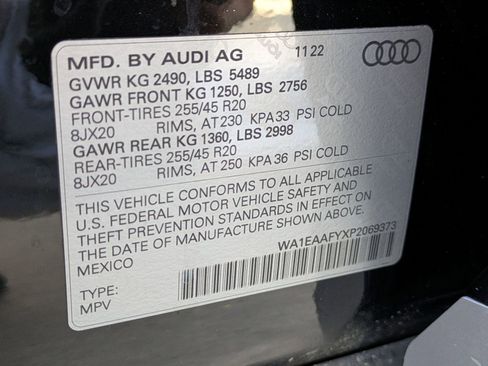 MFD. BY AUDI AG 11 22
GVWR KG 2490, LBS 5489
GAWR FRONT KG 1250, LBS 2756
FRONT-TIRES 255/45 R20
8JX20 RIMS, AT 230 KPA 33 PSI COLD
GAWR REAR KG 1360, LBS 2998
REAR-TIRES 255/45 R20
8JX20 RIMS, AT 250 KPA 36 PSI COLD
THIS VEHICLE CONFORMS TO ALL APPLICABLE
U.S. FEDERAL MOTOR VEHICLE SAFETY AND
THEFT PREVENTION STANDARDS IN EFFECT ON
THE DATE OF MANUFACTURE SHOWN ABOVE.
MEXICO
WA1EAAFYXP2069373
TYPE:
MPV